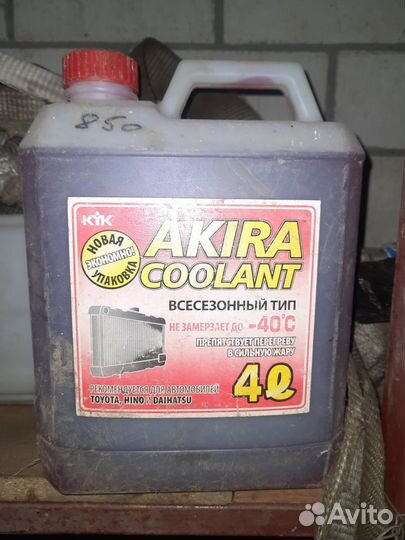 850
KYK
НОВАЯ
ЭКОНОМНО!
УПАКОВКА
AKIRA
COOLANT
ВСЕСЕЗОННЫЙ ТИП
НЕ ЗАМЕРЗАЕТ ДО -40°C
ПРЕПЯТСТВУЕТ ПЕРЕГРЕВУ
В СИЛЬНУЮ ЖАРУ
4ℓ
РЕКОМЕНДУЕТСЯ ДЛЯ АВТОМОБИЛЕЙ
TOYOTA, HINO и DAIHATSU
Avito